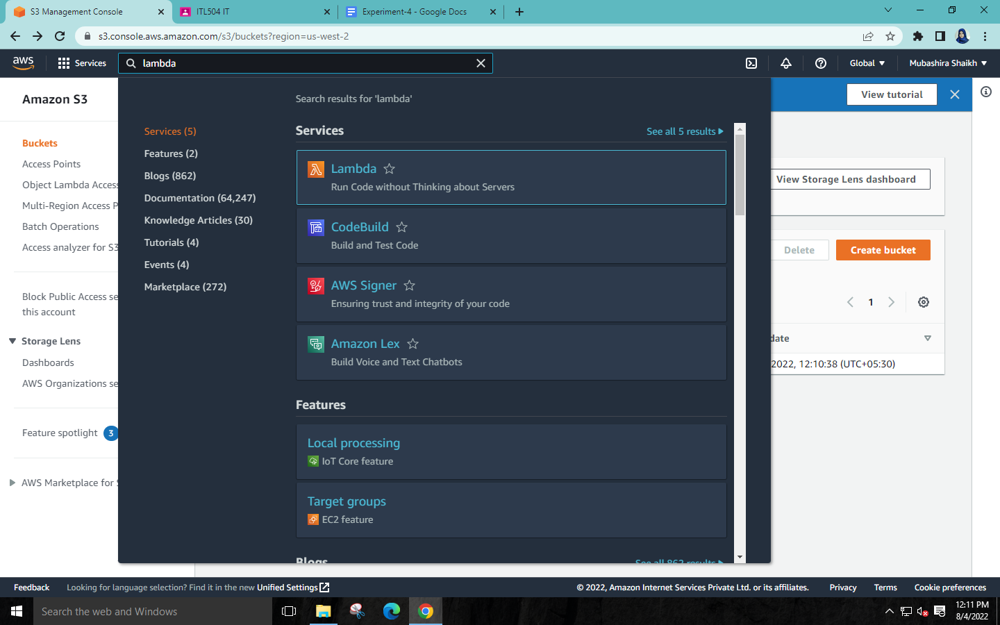 S3 Management Console
ITL504 IT
Experiment-4 - Google Docs
s3.console.aws.amazon.com/s3/buckets?region=us-west-2
aws
Services
lambda
Global
Mubashira Shaikh
Amazon S3
Buckets
Access Points
Object Lambda Access
Multi-Region Access P
Batch Operations
Access analyzer for S3
Block Public Access se
this account
Storage Lens
Dashboards
AWS Organizations se
Feature spotlight 3
AWS Marketplace for S
Search results for 'lambda'
Services (5)
Features (2)
Blogs (862)
Documentation (64,247)
Knowledge Articles (30)
Tutorials (4)
Events (4)
Marketplace (272)
Services
See all 5 results
Lambda
Run Code without Thinking about Servers
CodeBuild
Build and Test Code
AWS Signer
Ensuring trust and integrity of your code
Amazon Lex
Build Voice and Text Chatbots
Features
Local processing
IoT Core feature
Target groups
EC2 feature
Blogs
See all 862 results
View tutorial
View Storage Lens dashboard
Delete
Create bucket
1
date
2022, 12:10:38 (UTC+05:30)
Feedback
Looking for language selection? Find it in the new Unified Settings
© 2022, Amazon Internet Services Private Ltd. or its affiliates.
Privacy
Terms
Cookie preferences
Search the web and Windows
12:11 PM
8/4/2022